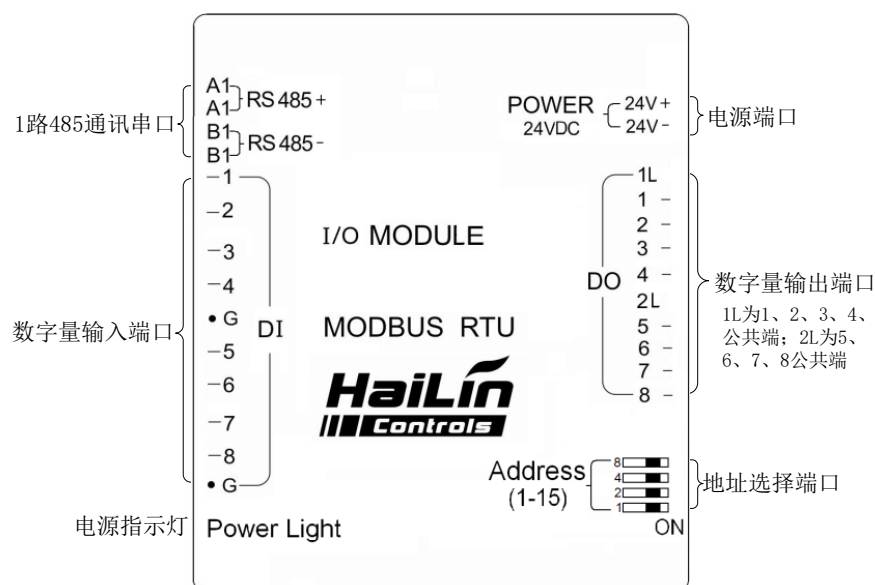 1路485通讯串口
A1
A1
RS 485+
B1
B1
RS 485-
POWER
24VDC
24V+
24V-
电源端口
数字量输入端口
-1
-2
-3
-4
• G
-5
-6
-7
-8
• G
DI
I/O MODULE
MODBUS RTU
HaiLin
Controls
DO
1L
1 -
2 -
3 -
4 -
2L
5 -
6 -
7 -
8 -
数字量输出端口
1L为1、2、3、4、
公共端；2L为5、
6、7、8公共端
Address
(1-15)
8
4
2
1
ON
地址选择端口
电源指示灯
Power Light